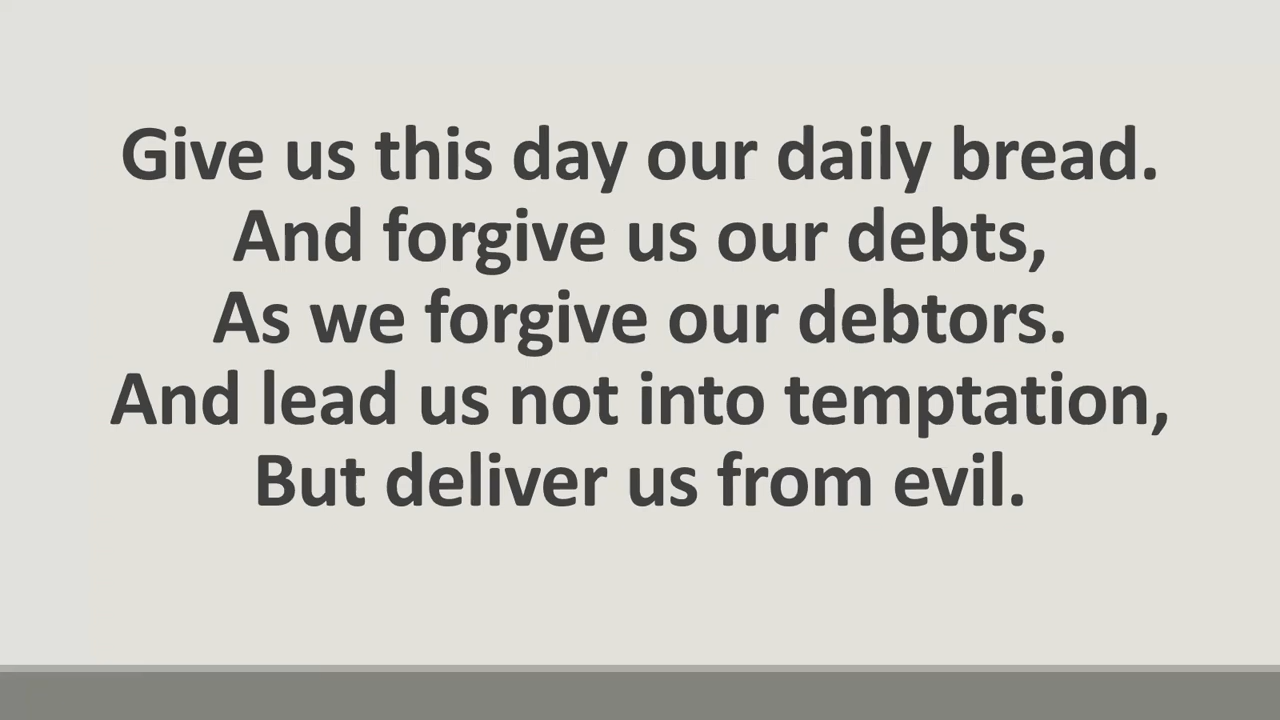 Give us this day our daily bread.
And forgive us our debts,
As we forgive our debtors.
And lead us not into temptation,
But deliver us from evil.